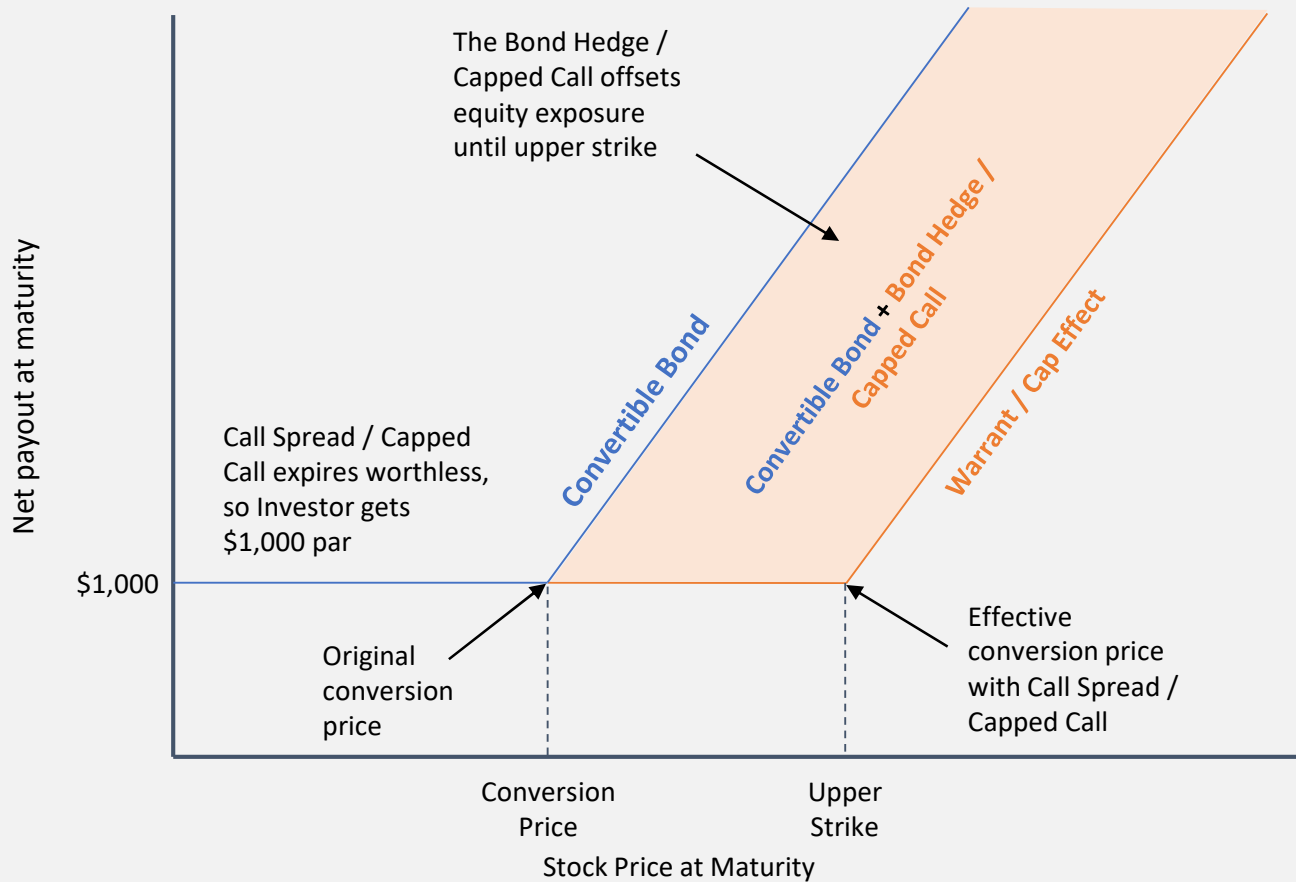 The Bond Hedge /
Capped Call offsets
equity exposure
until upper strike
Net payout at maturity
Convertible Bond
Convertible Bond + Bond Hedge /
Capped Call
Warrant / Cap Effect
Call Spread / Capped
Call expires worthless,
so Investor gets
$1,000 par
$1,000
Original
conversion
price
Effective
conversion price
with Call Spread /
Capped Call
Conversion
Price
Upper
Strike
Stock Price at Maturity